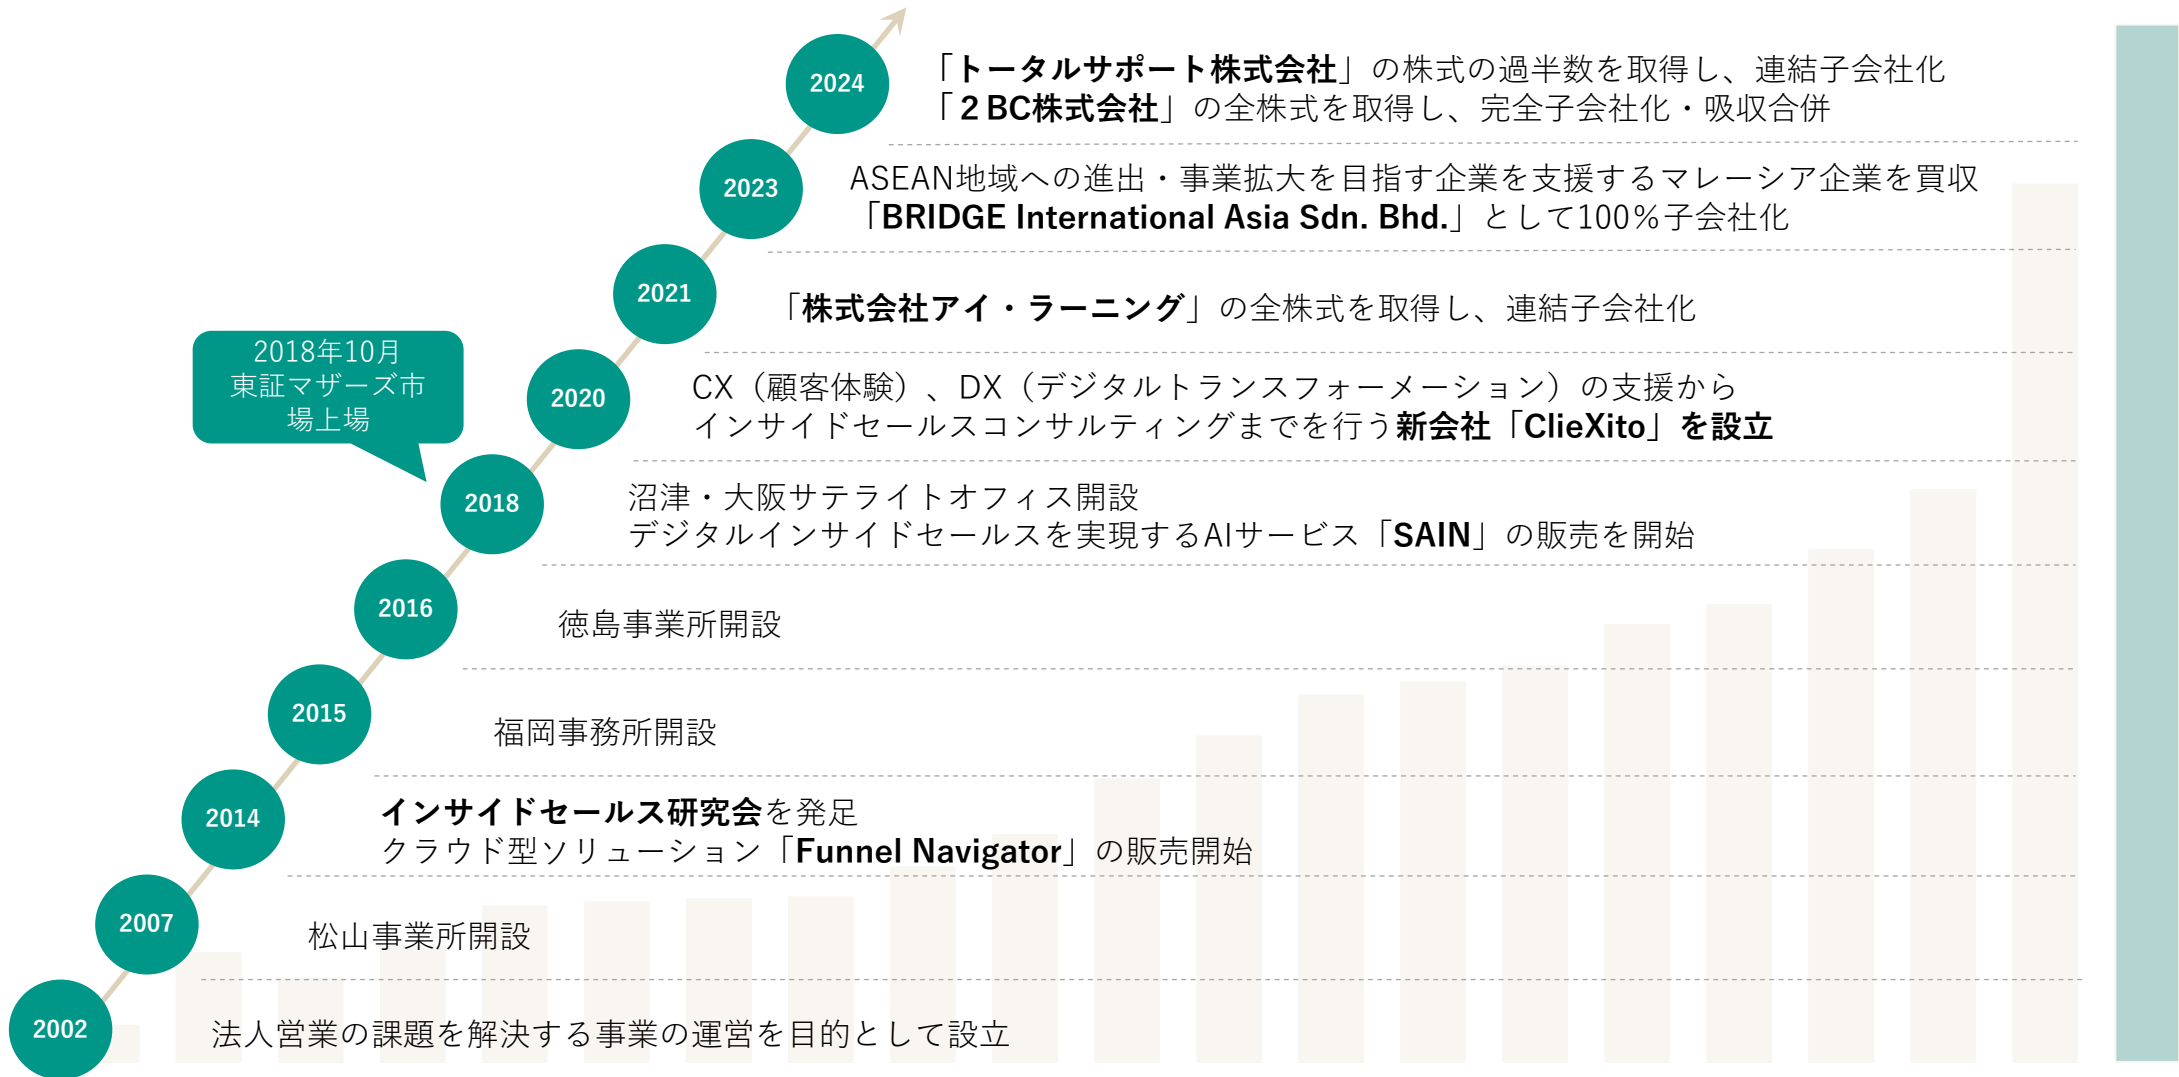 2024
「トータルサポート株式会社」の株式の過半数を取得し、連結子会社化
「２BC株式会社」の全株式を取得し、完全子会社化・吸収合併
2023
ASEAN地域への進出・事業拡大を目指す企業を支援するマレーシア企業を買収
「BRIDGE International Asia Sdn. Bhd.」として100％子会社化
2021
「株式会社アイ・ラーニング」の全株式を取得し、連結子会社化
2020
CX（顧客体験）、DX（デジタルトランスフォーメーション）の支援から
インサイドセールスコンサルティングまでを行う新会社「ClieXito」を設立
2018年10月
東証マザーズ市
場上場
2018
沼津・大阪サテライトオフィス開設
デジタルインサイドセールスを実現するAIサービス「SAIN」の販売を開始
2016
徳島事業所開設
2015
福岡事務所開設
2014
インサイドセールス研究会を発足
クラウド型ソリューション「Funnel Navigator」の販売開始
2007
松山事業所開設
2002
法人営業の課題を解決する事業の運営を目的として設立